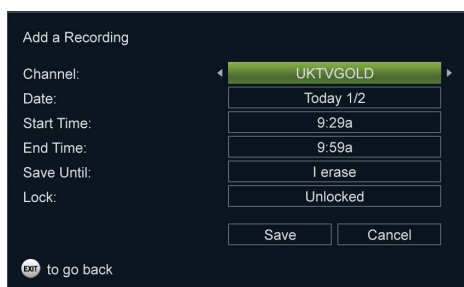 Add a Recording
Channel: UKTVGOLD
Date: Today 1/2
Start Time: 9:29a
End Time: 9:59a
Save Until: I erase
Lock: Unlocked
Save Cancel
EXIT to go back